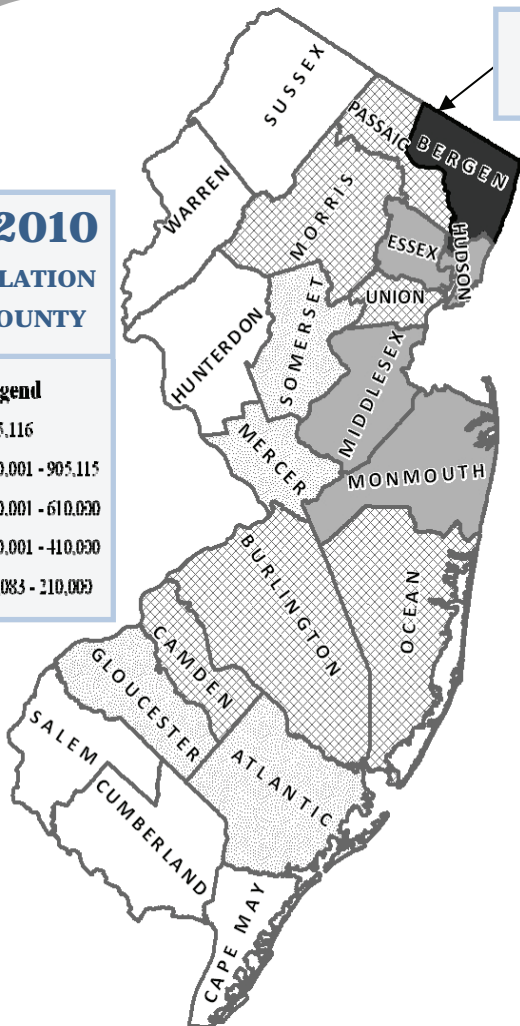 2010
LATION
OUNTY
gend
5,116
0,001 - 905,115
0,001 - 610,000
0,001 - 410,000
,083 - 210,000
SUSSEX
PASSAIC
BERGEN
WARREN
MORRIS
ESSEX
HUDSON
UNION
HUNTERDON
SOMERSET
MIDDLESEX
MERCER
MONMOUTH
BURLINGTON
OCEAN
CAMDEN
GLOUCESTER
SALEM
ATLANTIC
CUMBERLAND
CAPE MAY